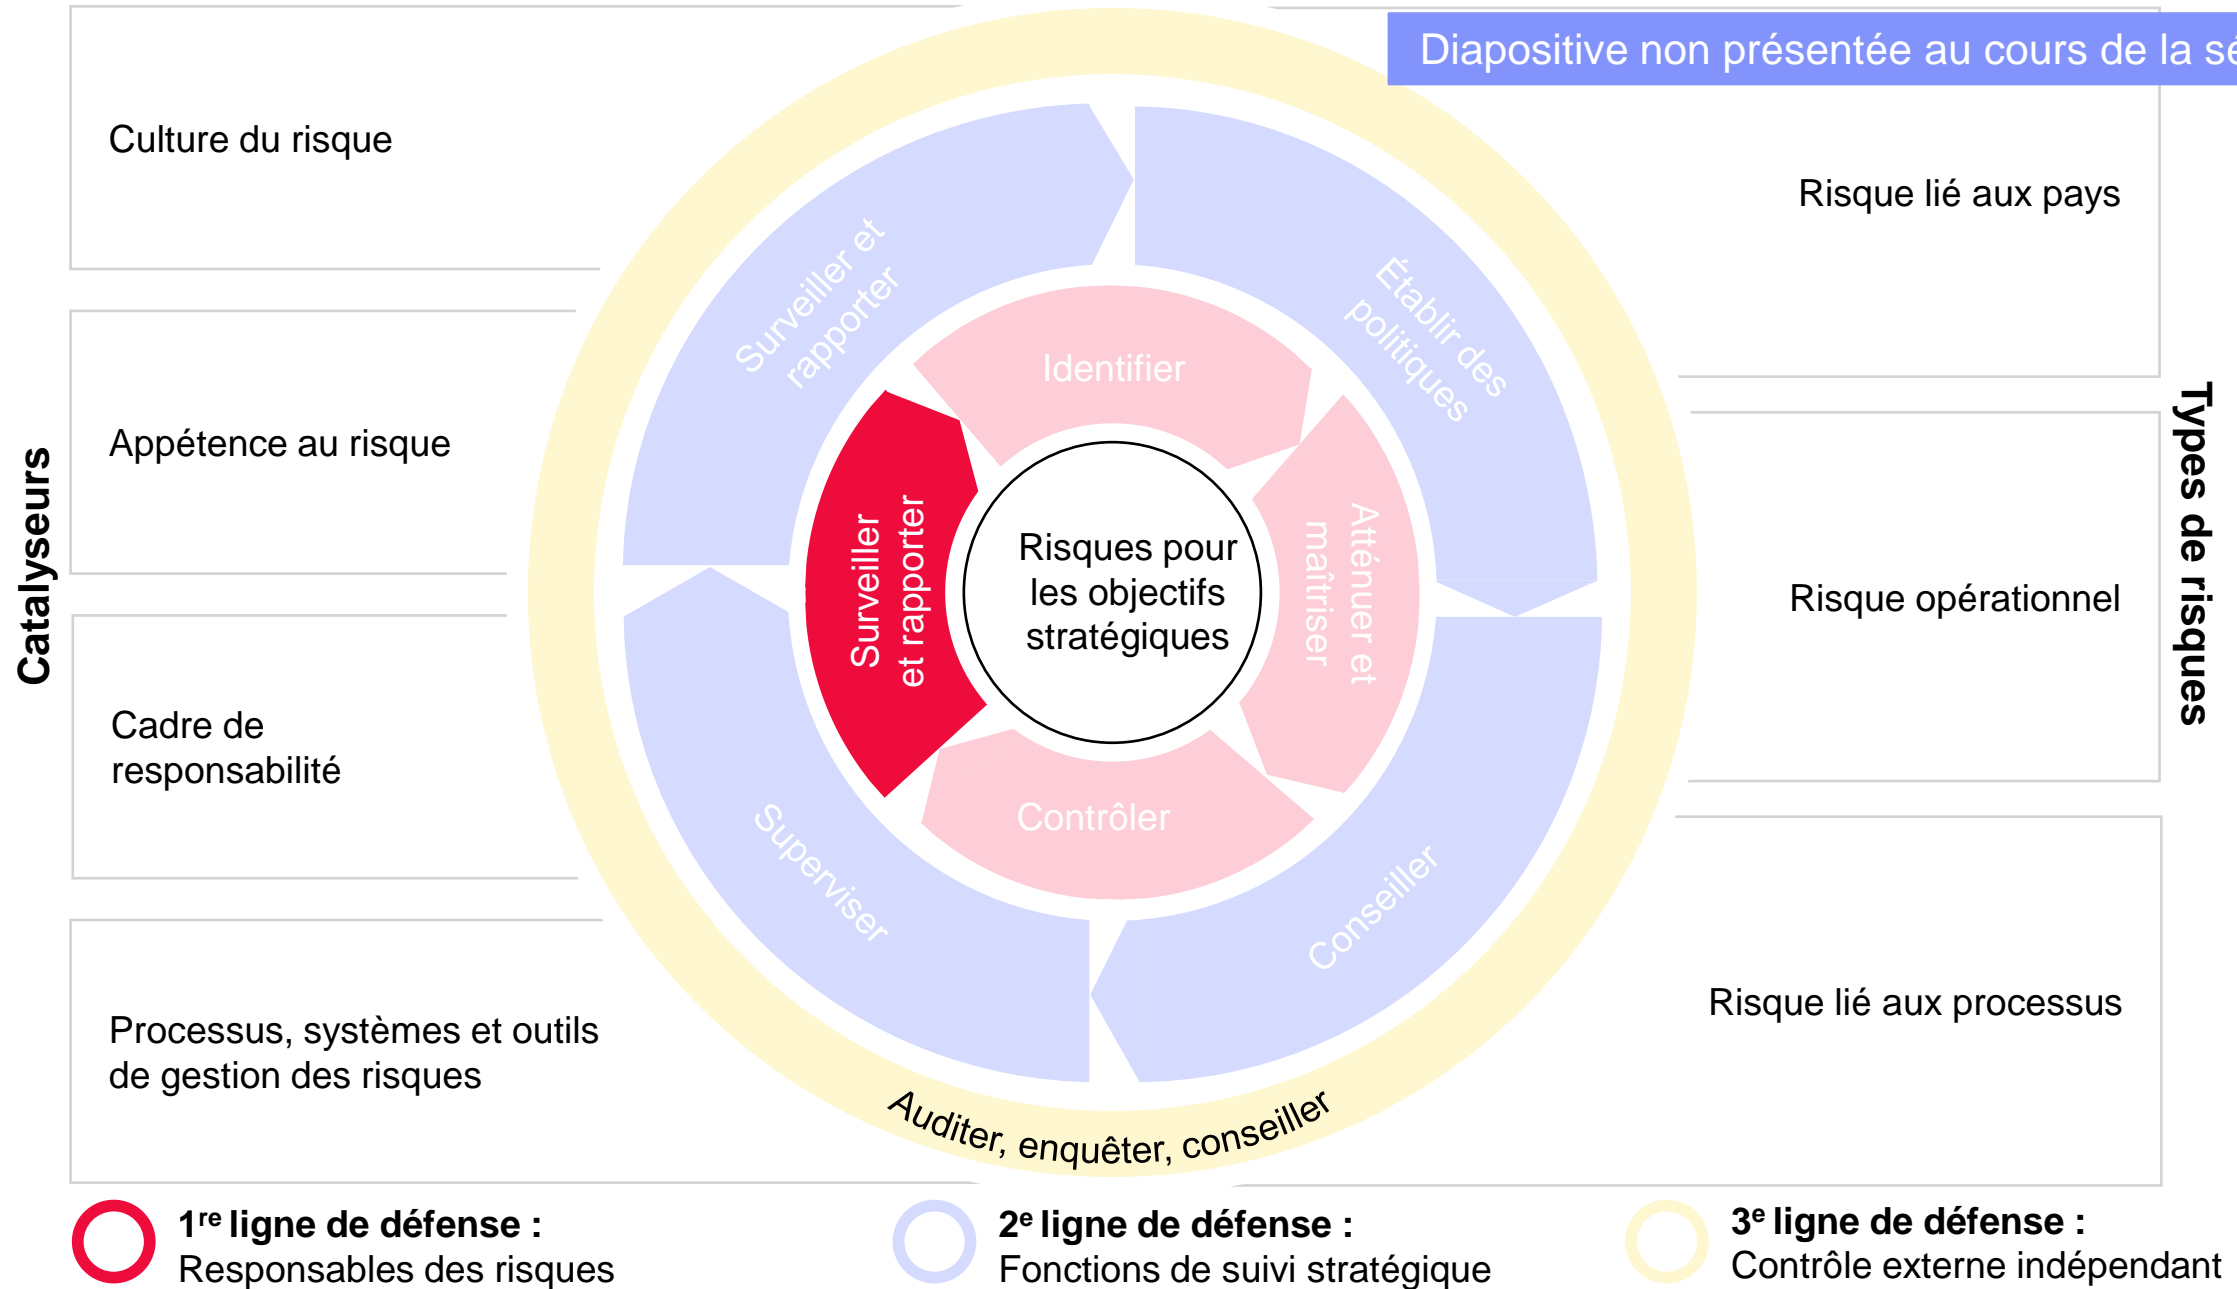 Diapositive non présentée au cours de la
Catalyseurs
Culture du risque
Appétence au risque
Cadre de
responsabilité
Processus, systèmes et outils
de gestion des risques
Surveiller et
rapporter
Établir des
politiques
Conseiller
Superviser
Identifier
Atténuer et
maîtriser
Contrôler
Surveiller
et rapporter
Risques pour
les objectifs
stratégiques
Auditer, enquêter, conseiller
Types de risques
Risque lié aux pays
Risque opérationnel
Risque lié aux processus
1re ligne de défense :
Responsables des risques
2e ligne de défense :
Fonctions de suivi stratégique
3e ligne de défense :
Contrôle externe indépendant